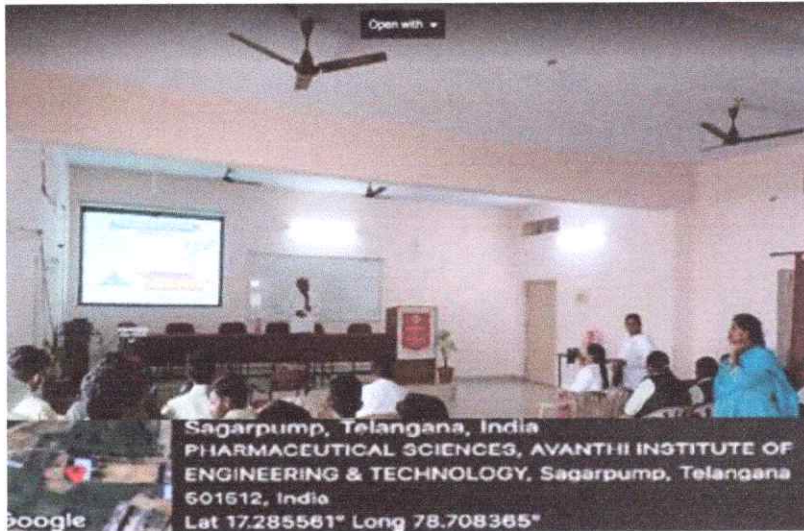 Open with
Sagarpump, Telangana, India
PHARMACEUTICAL SCIENCES, AVANTHI INSTITUTE OF
ENGINEERING & TECHNOLOGY, Sagarpump, Telangana
501512, India
Google
Lat 17.285561° Long 78.708365°